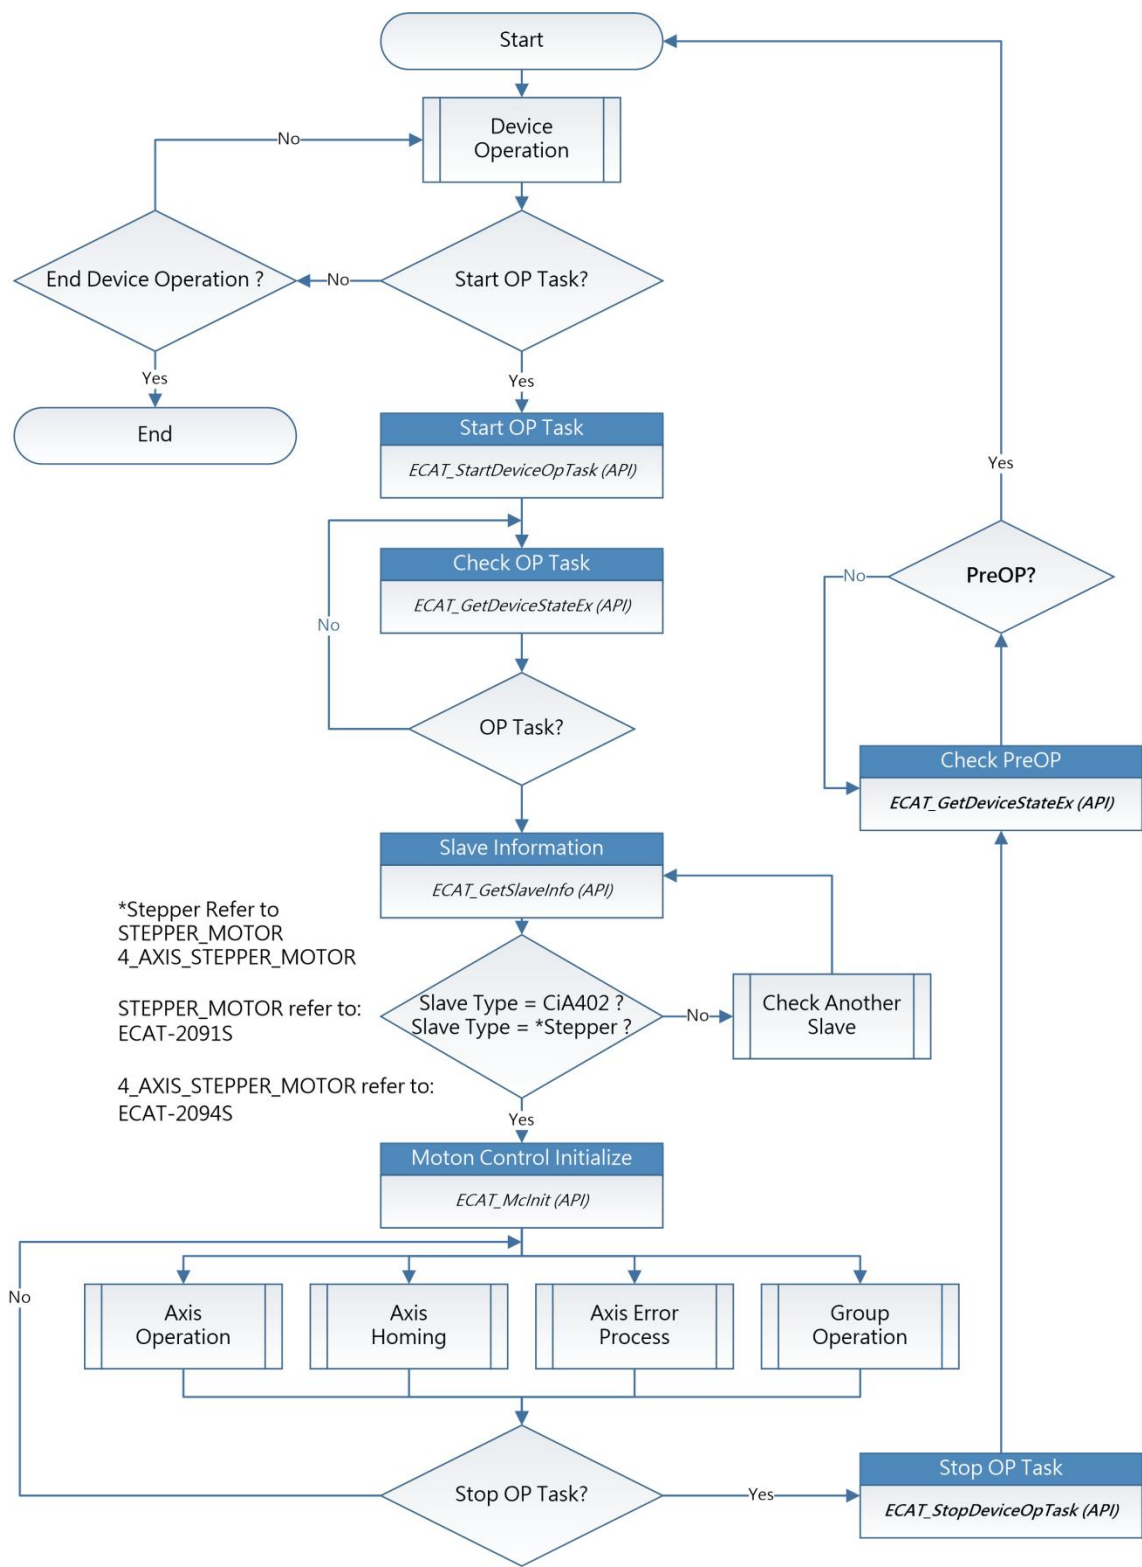 Start
Device
Operation
No
End Device Operation ?
No
Start OP Task?
Yes
End
Yes
Start OP Task
ECAT_StartDeviceOpTask (API)
Yes
Check OP Task
ECAT_GetDeviceStateEx (API)
No
PreOP?
No
OP Task?
Check PreOP
ECAT_GetDeviceStateEx (API)
Slave Information
ECAT_GetSlaveInfo (API)
*Stepper Refer to
STEPPER_MOTOR
4_AXIS_STEPPER_MOTOR
STEPPER_MOTOR refer to:
ECAT-2091S
4_AXIS_STEPPER_MOTOR refer to:
ECAT-2094S
Slave Type = CiA402 ?
Slave Type = *Stepper ?
No
Check Another
Slave
Yes
Moton Control Initialize
ECAT_McInit (API)
No
Axis
Operation
Axis
Homing
Axis Error
Process
Group
Operation
Stop OP Task?
Yes
Stop OP Task
ECAT_StopDeviceOpTask (API)